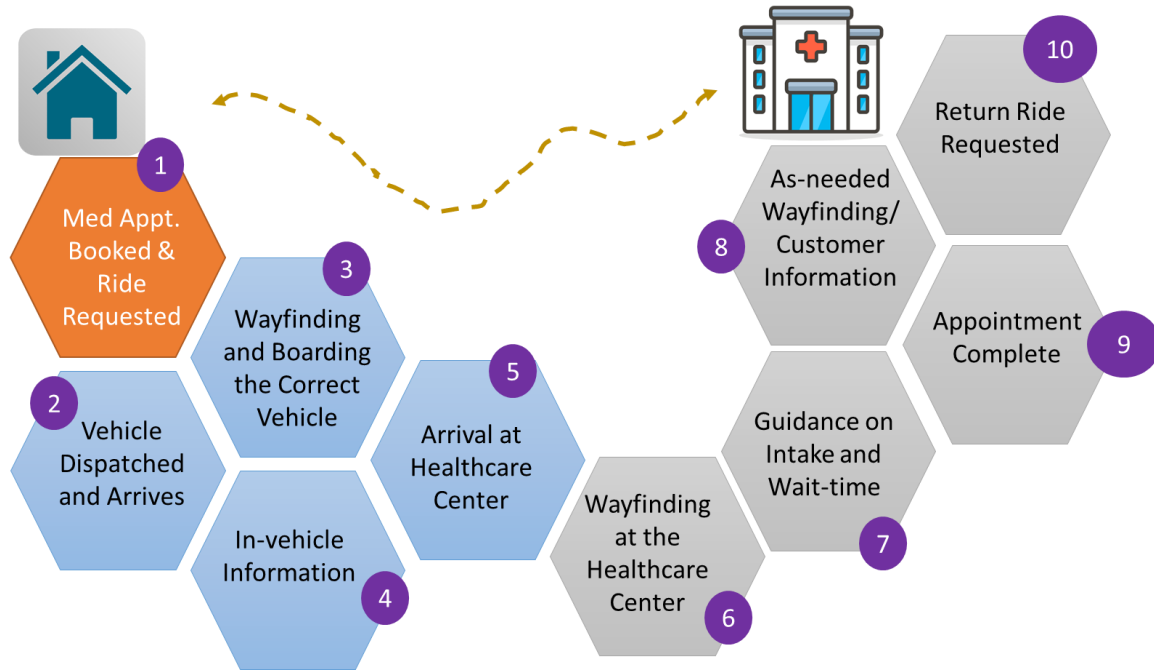 1
Med Appt.
Booked &
Ride
Requested
2
Vehicle
Dispatched
and Arrives
3
Wayfinding
and Boarding
the Correct
Vehicle
4
In-vehicle
Information
5
Arrival at
Healthcare
Center
6
Wayfinding
at the
Healthcare
Center
7
Guidance on
Intake and
Wait-time
8
As-needed
Wayfinding/
Customer
Information
9
Appointment
Complete
10
Return Ride
Requested